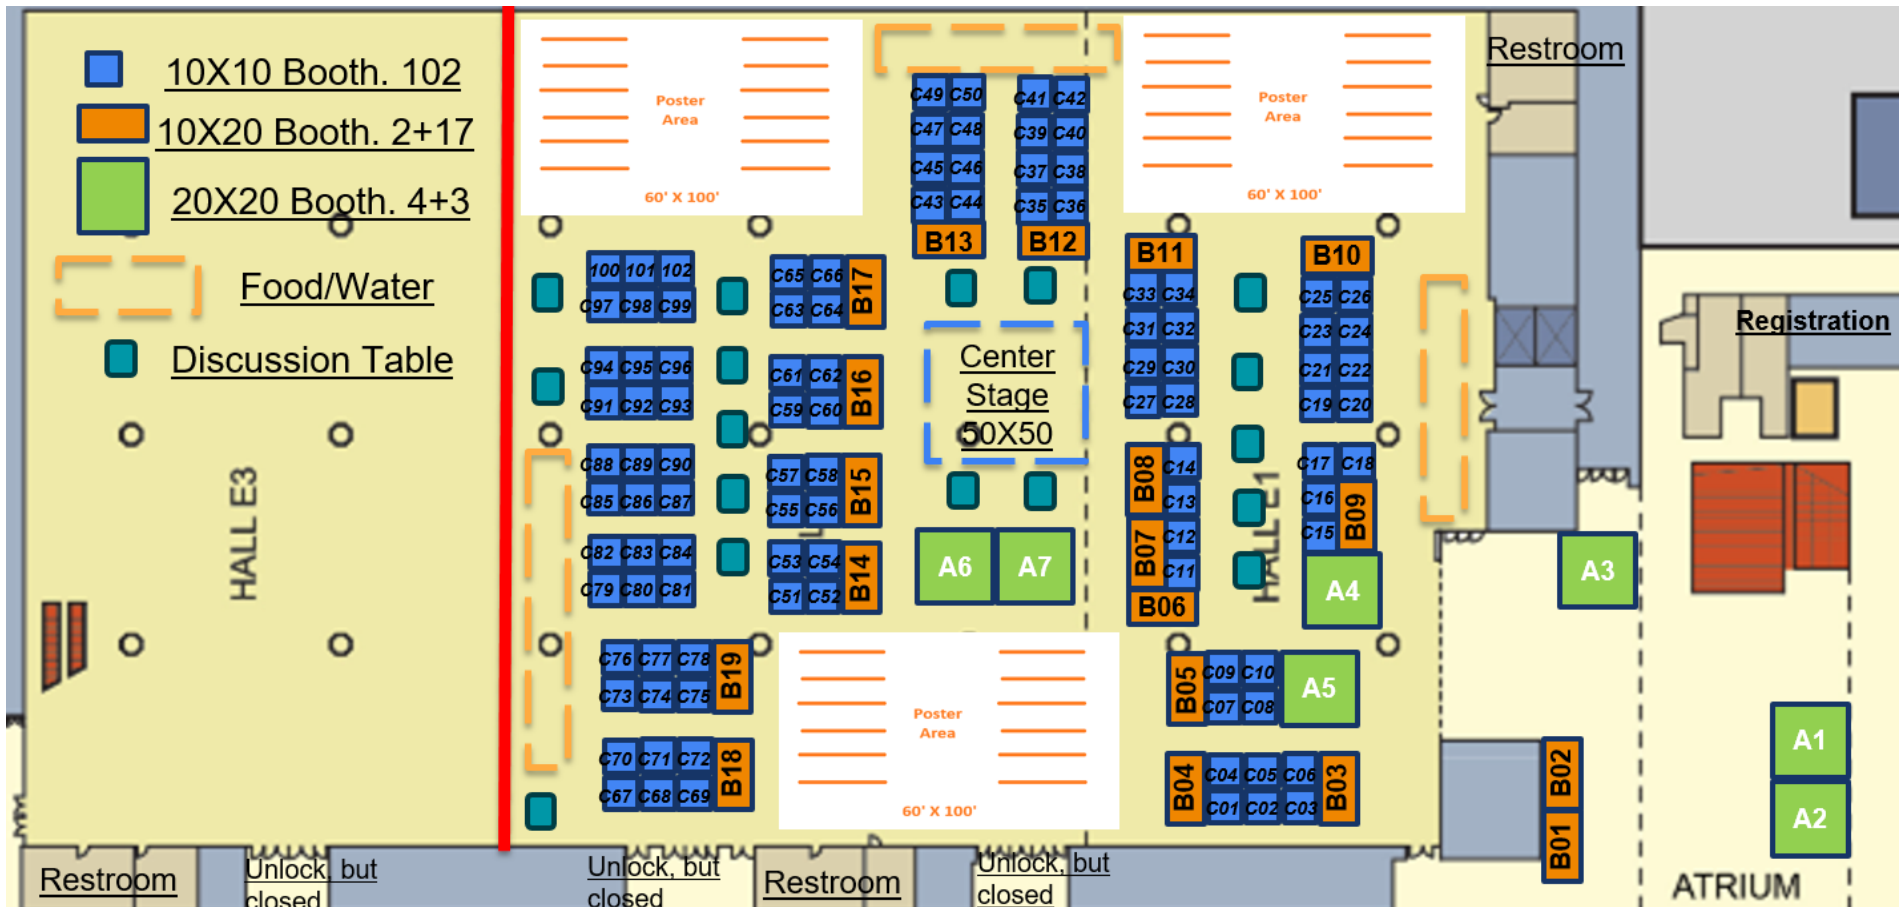 10X10 Booth. 102
10X20 Booth. 2+17
20X20 Booth. 4+3
Food/Water
Discussion Table
HALL E3
Restroom
Unlock, but
closed
Poster
Area
60' X 100'
C49 C50
C47 C48
C45 C46
C43 C44
B13
C41 C42
C39 C40
C37 C38
C35 C36
B12
Poster
Area
60' X 100'
Restroom
100 101 102
C97 C98 C99
C94 C95 C96
C91 C92 C93
C88 C89 C90
C85 C86 C87
C82 C83 C84
C79 C80 C81
C76 C77 C78
C73 C74 C75
B19
C70 C71 C72
C67 C68 C69
B18
C65 C66
C63 C64
B17
C61 C62
C59 C60
B16
C57 C58
C55 C56
B15
C53 C54
C51 C52
B14
Center
Stage
50X50
A6 A7
Poster
Area
60' X 100'
B11
C33 C34
C31 C32
C29 C30
C27 C28
B08
C14
C13
B07
C12
C11
B06
B10
C25 C26
C23 C24
C21 C22
C19 C20
C17 C18
C16
C15
B09
A4
HALL E1
B05
C09 C10
C07 C08
A5
B04
C04 C05 C06
C01 C02 C03
B03
Registration
A3
A1
A2
B02
B01
ATRIUM
Unlock, but
closed
Restroom
Unlock, but
closed